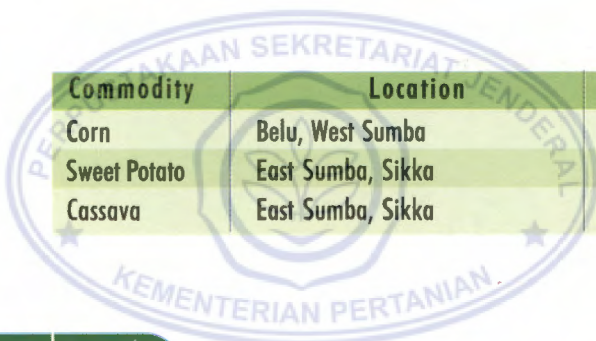 PERPUSTAKAAN SEKRETARIAT JENDERAL
Commodity Location
Corn Belu, West Sumba
Sweet Potato East Sumba, Sikka
Cassava East Sumba, Sikka
KEMENTERIAN PERTANIAN